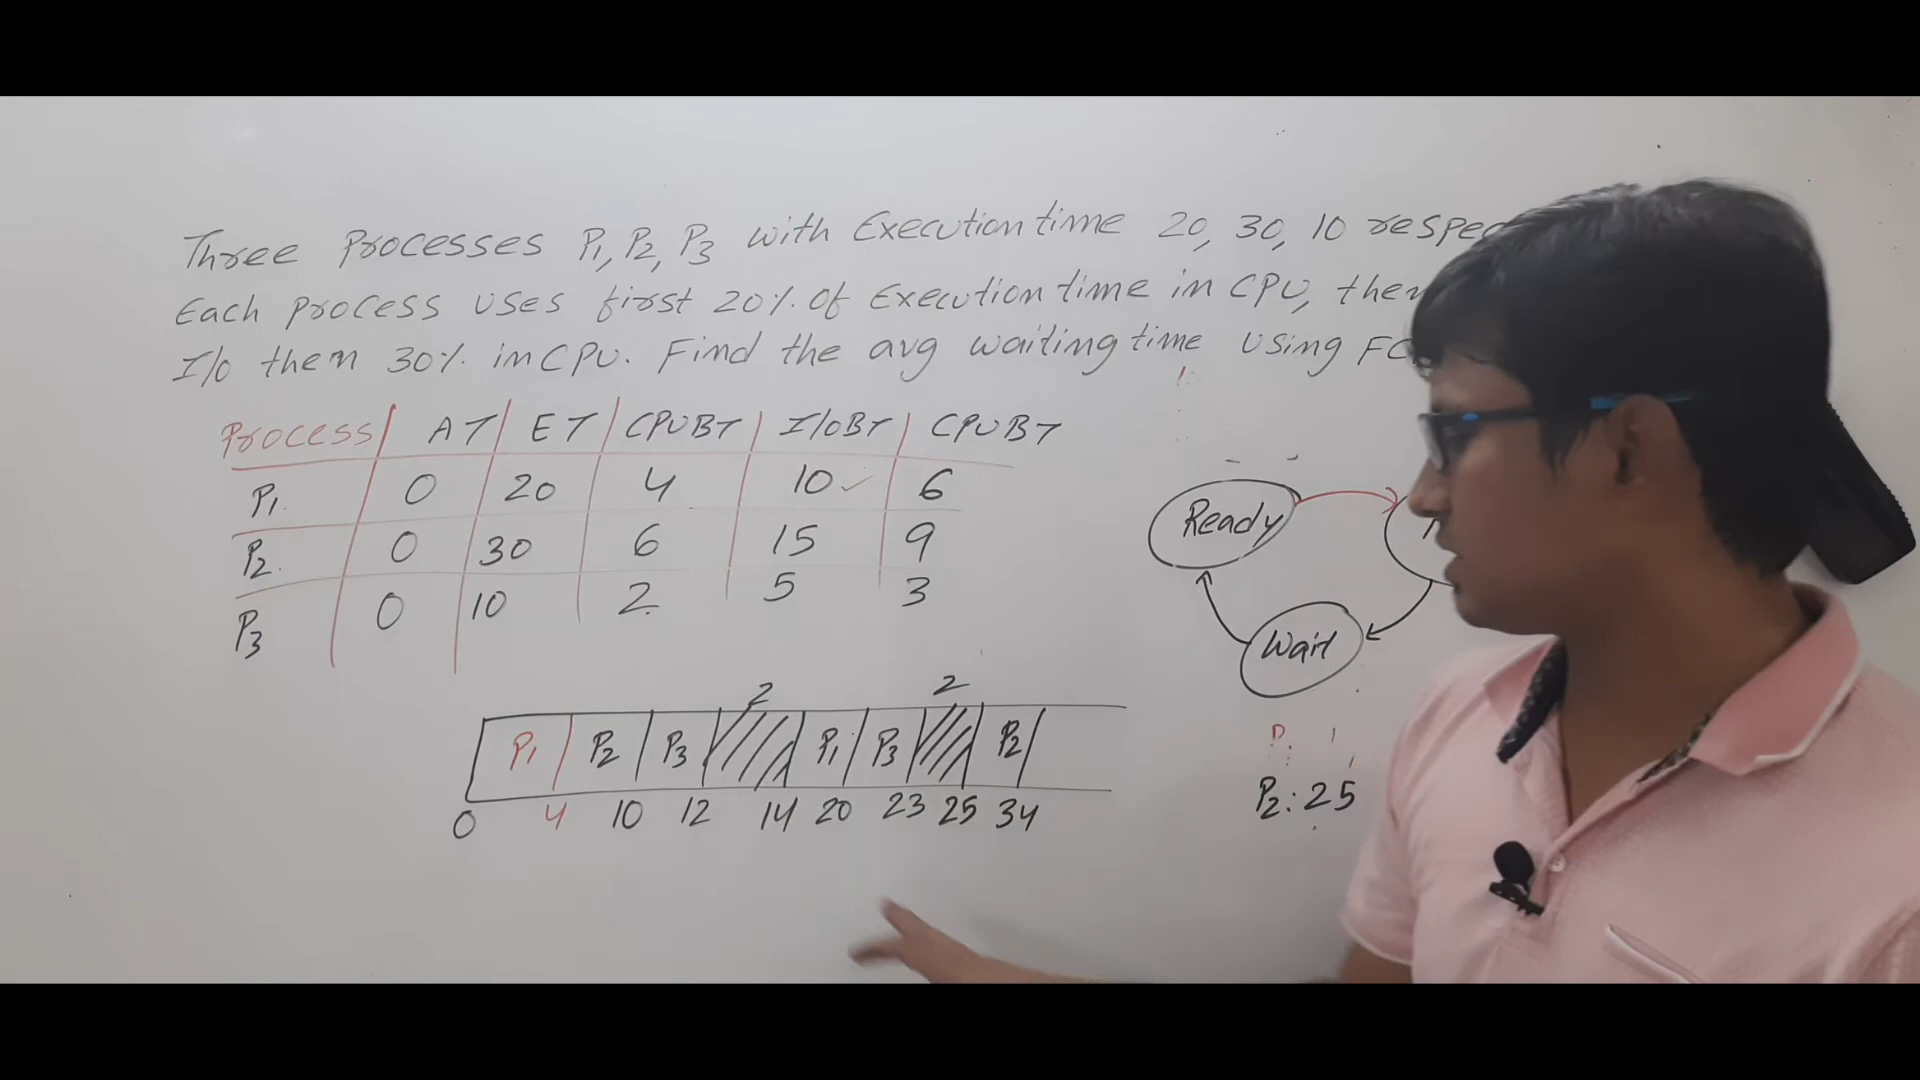 Three Processes P1, P2, P3 with Execution time 20, 30, 10
Each process uses first 20% of Execution time in CPU, then
I/o then 30% in CPU. Find the avg waiting time using
Process AT ET CPUBT I/oBT CPUBT
P1 0 20 4 10 ✓ 6
P2 0 30 6 15 9
P3 0 10 2 5 3
Ready
Wait
2 2
P1 P2 P3 P1 P3 P2
0 4 10 12 14 20 23 25 34
P2: 25